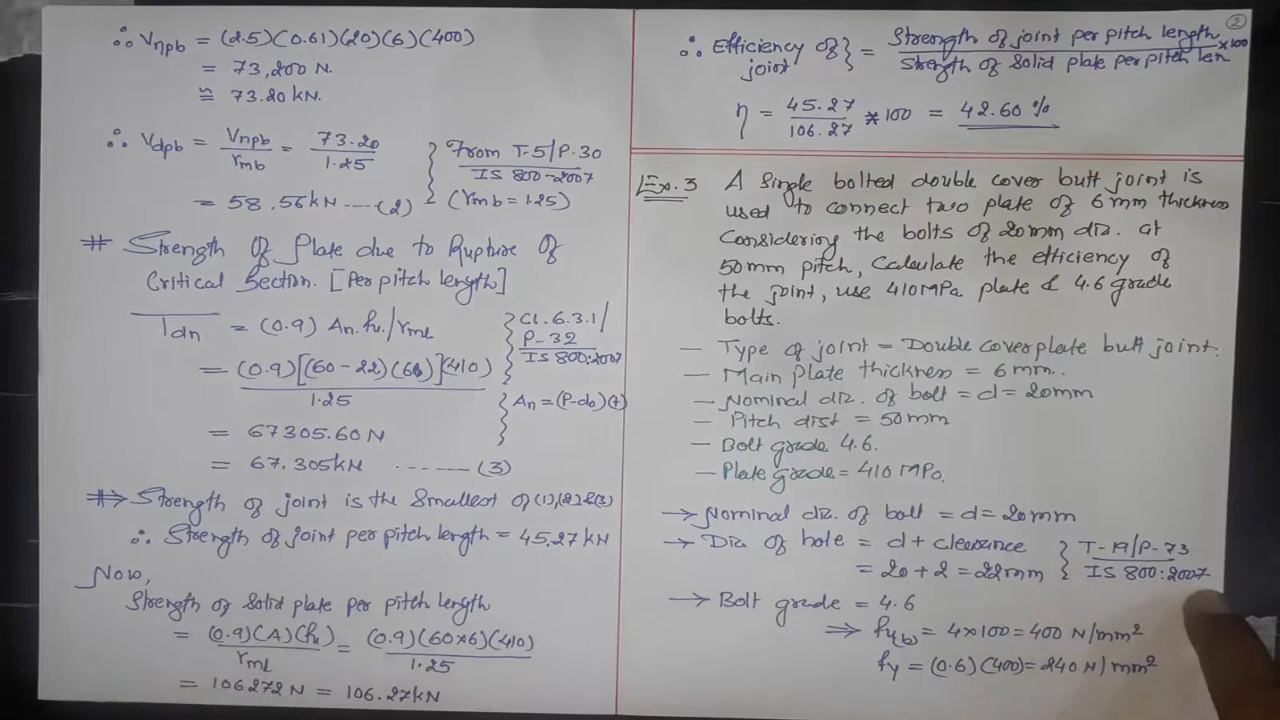 ∴ Vnpb = (2.5)(0.61)(20)(6)(400)
= 73,200 N.
≅ 73.20 KN.
∴ Vdpb = Vnpb / γmb = 73.20 / 1.25
= 58.56KN ----(2)
From T-5/P.30
IS 800-2007
(γmb = 1.25)
# Strength Of Plate due to Rupture of
Critical Section. [Per pitch length]
Tdn = (0.9) An.fu./γml
= (0.9)[(60-22)(6)](410) / 1.25
= 67305.60 N
= 67.305KN ------(3)
Cl. 6.3.1/
P-32
IS 800:2007
An = (P-do)(t)
#⇒ Strength of joint is the Smallest of (1),(2)&(3)
∴ Strength of joint per pitch length = 45.27KN
Now,
Strength of Solid plate per pitch length
= (0.9)(A)(fu) / γml = (0.9)(60×6)(410) / 1.25
= 106272 N = 106.27KN
2
∴ Efficiency of joint } = Strength of joint per pitch length / Strength of Solid plate per pitch len ×100
η = 45.27 / 106.27 *100 = 42.60 %
Ex.3 A Single bolted double cover butt joint is
used to connect two plate of 6mm thickness
Considering the bolts of 20mm dia. at
50mm pitch, Calculate the efficiency of
the joint, use 410MPa plate & 4.6 grade
bolts.
- Type of joint = Double coverplate butt joint.
- Main plate thickness = 6mm.
- Nominal dia. of bolt = d = 20mm
- Pitch dist = 50mm
- Bolt grade 4.6.
- Plate grade = 410 MPa.
→ Nominal dia. of bolt = d = 20mm
→ Dia of hole = d + clearance
= 20+2 = 22mm
T-19/P-73
IS 800:2007
→ Bolt grade = 4.6
⇒ fub = 4×100 = 400 N/mm²
fy = (0.6)(400) = 240 N/mm²